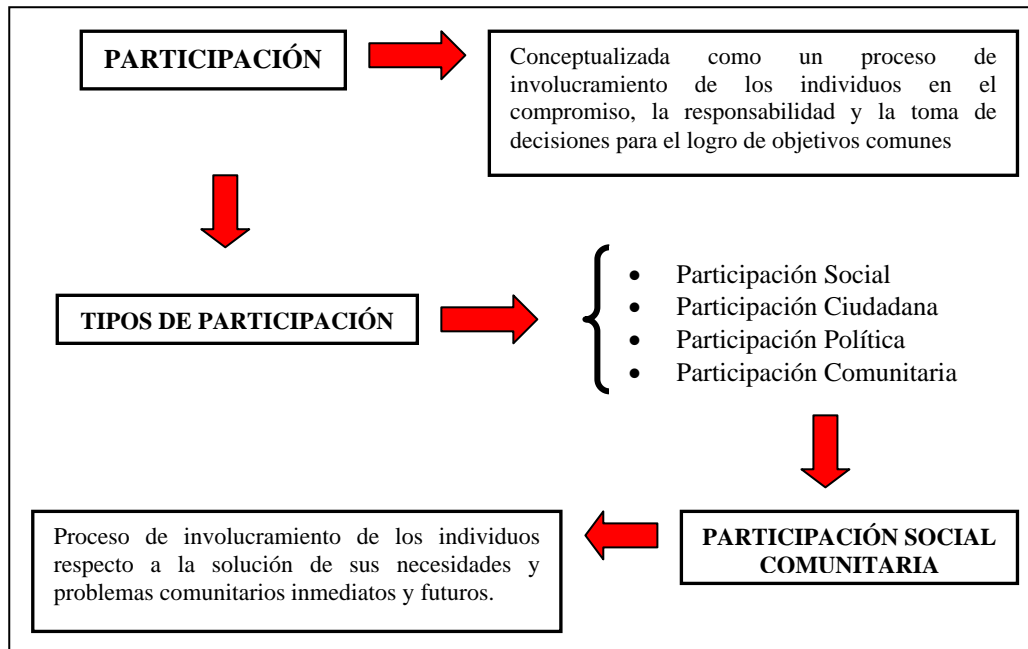 PARTICIPACIÓN
Conceptualizada como un proceso de
involucramiento de los individuos en el
compromiso, la responsabilidad y la toma de
decisiones para el logro de objetivos comunes
TIPOS DE PARTICIPACIÓN
• Participación Social
• Participación Ciudadana
• Participación Política
• Participación Comunitaria
PARTICIPACIÓN SOCIAL
COMUNITARIA
Proceso de involucramiento de los individuos
respecto a la solución de sus necesidades y
problemas comunitarios inmediatos y futuros.